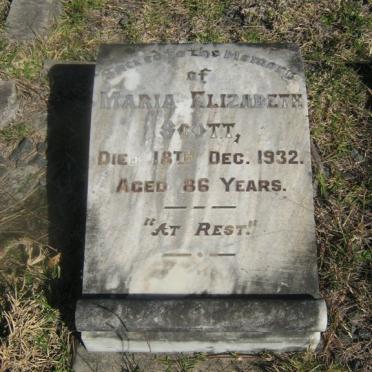 Sacred to the Memory
of
Maria Elizabeth
Scott,
Died 18th Dec. 1932.
Aged 86 Years.
"At Rest."